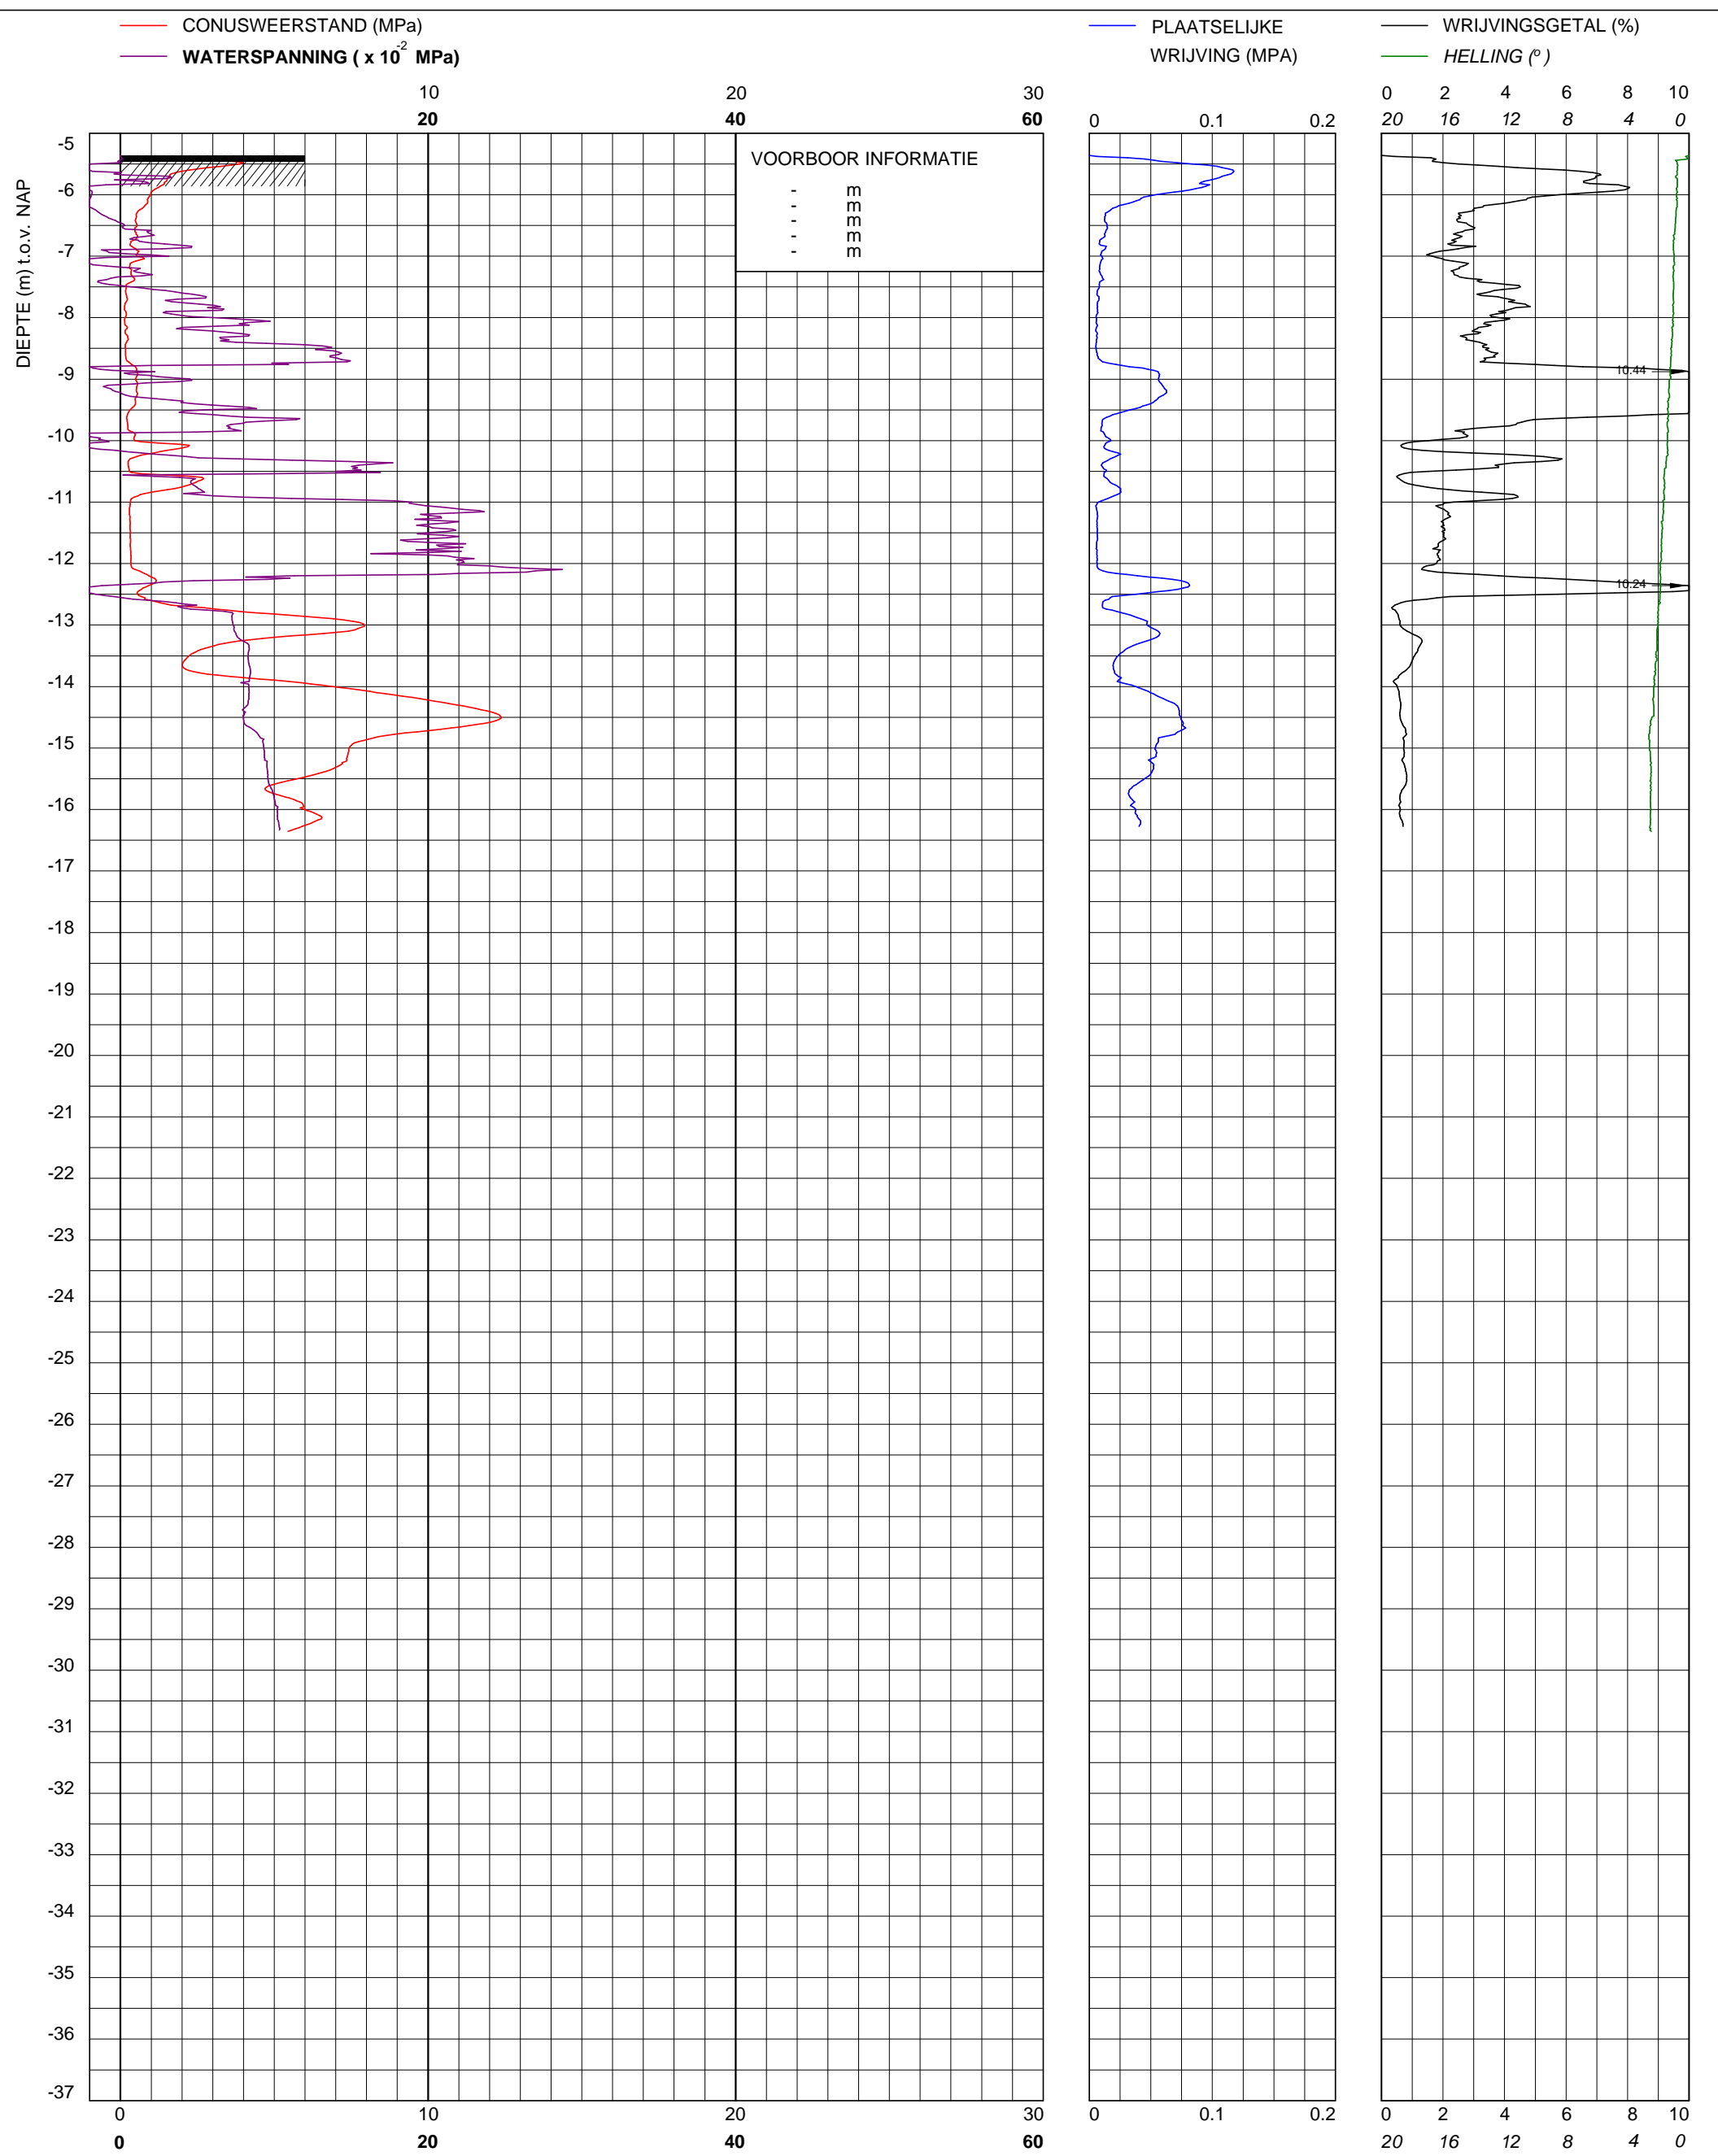 CONUSWEERSTAND (MPa) PLAATSELIJKE WRIJVINGSGETAL (%)
WATERSPANNING ( x 10-2 MPa) WRIJVING (MPA) HELLING (º)
10 20 30 0 2 4 6 8 10
20 40 60 0 0.1 0.2 20 16 12 8 4 0
DIEPTE (m) t.o.v. NAP
VOORBOOR INFORMATIE
- m
- m
- m
- m
- m
-5
-6
-7
-8
-9
10.44
-10
-11
-12
10.24
-13
-14
-15
-16
-17
-18
-19
-20
-21
-22
-23
-24
-25
-26
-27
-28
-29
-30
-31
-32
-33
-34
-35
-36
-37
0 10 20 30 0 0.1 0.2 0 2 4 6 8 10
0 20 40 60 20 16 12 8 4 0